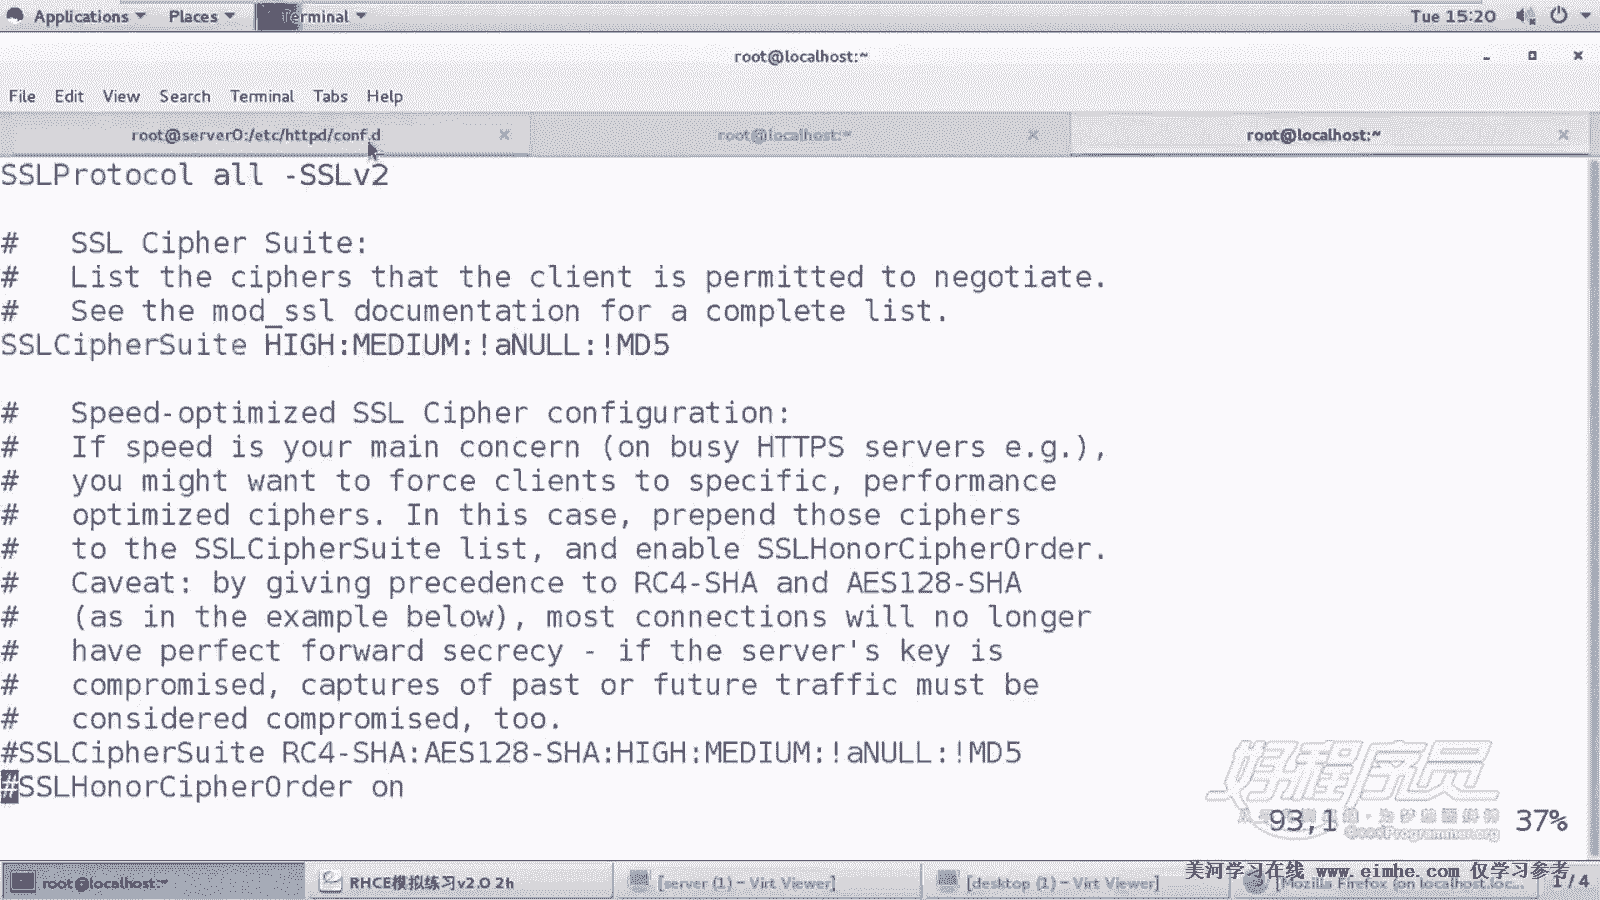 Applications Places Terminal Tue 15:20
root@localhost:~
File Edit View Search Terminal Tabs Help
root@server0:/etc/httpd/conf.d root@localhost:~ root@localhost:~
SSLProtocol all -SSLv2
#   SSL Cipher Suite:
#   List the ciphers that the client is permitted to negotiate.
#   See the mod_ssl documentation for a complete list.
SSLCipherSuite HIGH:MEDIUM:!aNULL:!MD5
#   Speed-optimized SSL Cipher configuration:
#   If speed is your main concern (on busy HTTPS servers e.g.),
#   you might want to force clients to specific, performance
#   optimized ciphers. In this case, prepend those ciphers
#   to the SSLCipherSuite list, and enable SSLHonorCipherOrder.
#   Caveat: by giving precedence to RC4-SHA and AES128-SHA
#   (as in the example below), most connections will no longer
#   have perfect forward secrecy - if the server's key is
#   compromised, captures of past or future traffic must be
#   considered compromised, too.
#SSLCipherSuite RC4-SHA:AES128-SHA:HIGH:MEDIUM:!aNULL:!MD5
#SSLHonorCipherOrder on
好程序员
93,1 37%
GoodProgrammer.org
美河学习在线 www.eimhe.com 仅学习参考
root@localhost:~ RHCE模拟练习v2.0 2h [server (1) - Virt Viewer] [desktop (1) - Virt Viewer] [Mozilla Firefox (on localhost.loc... 1 / 4